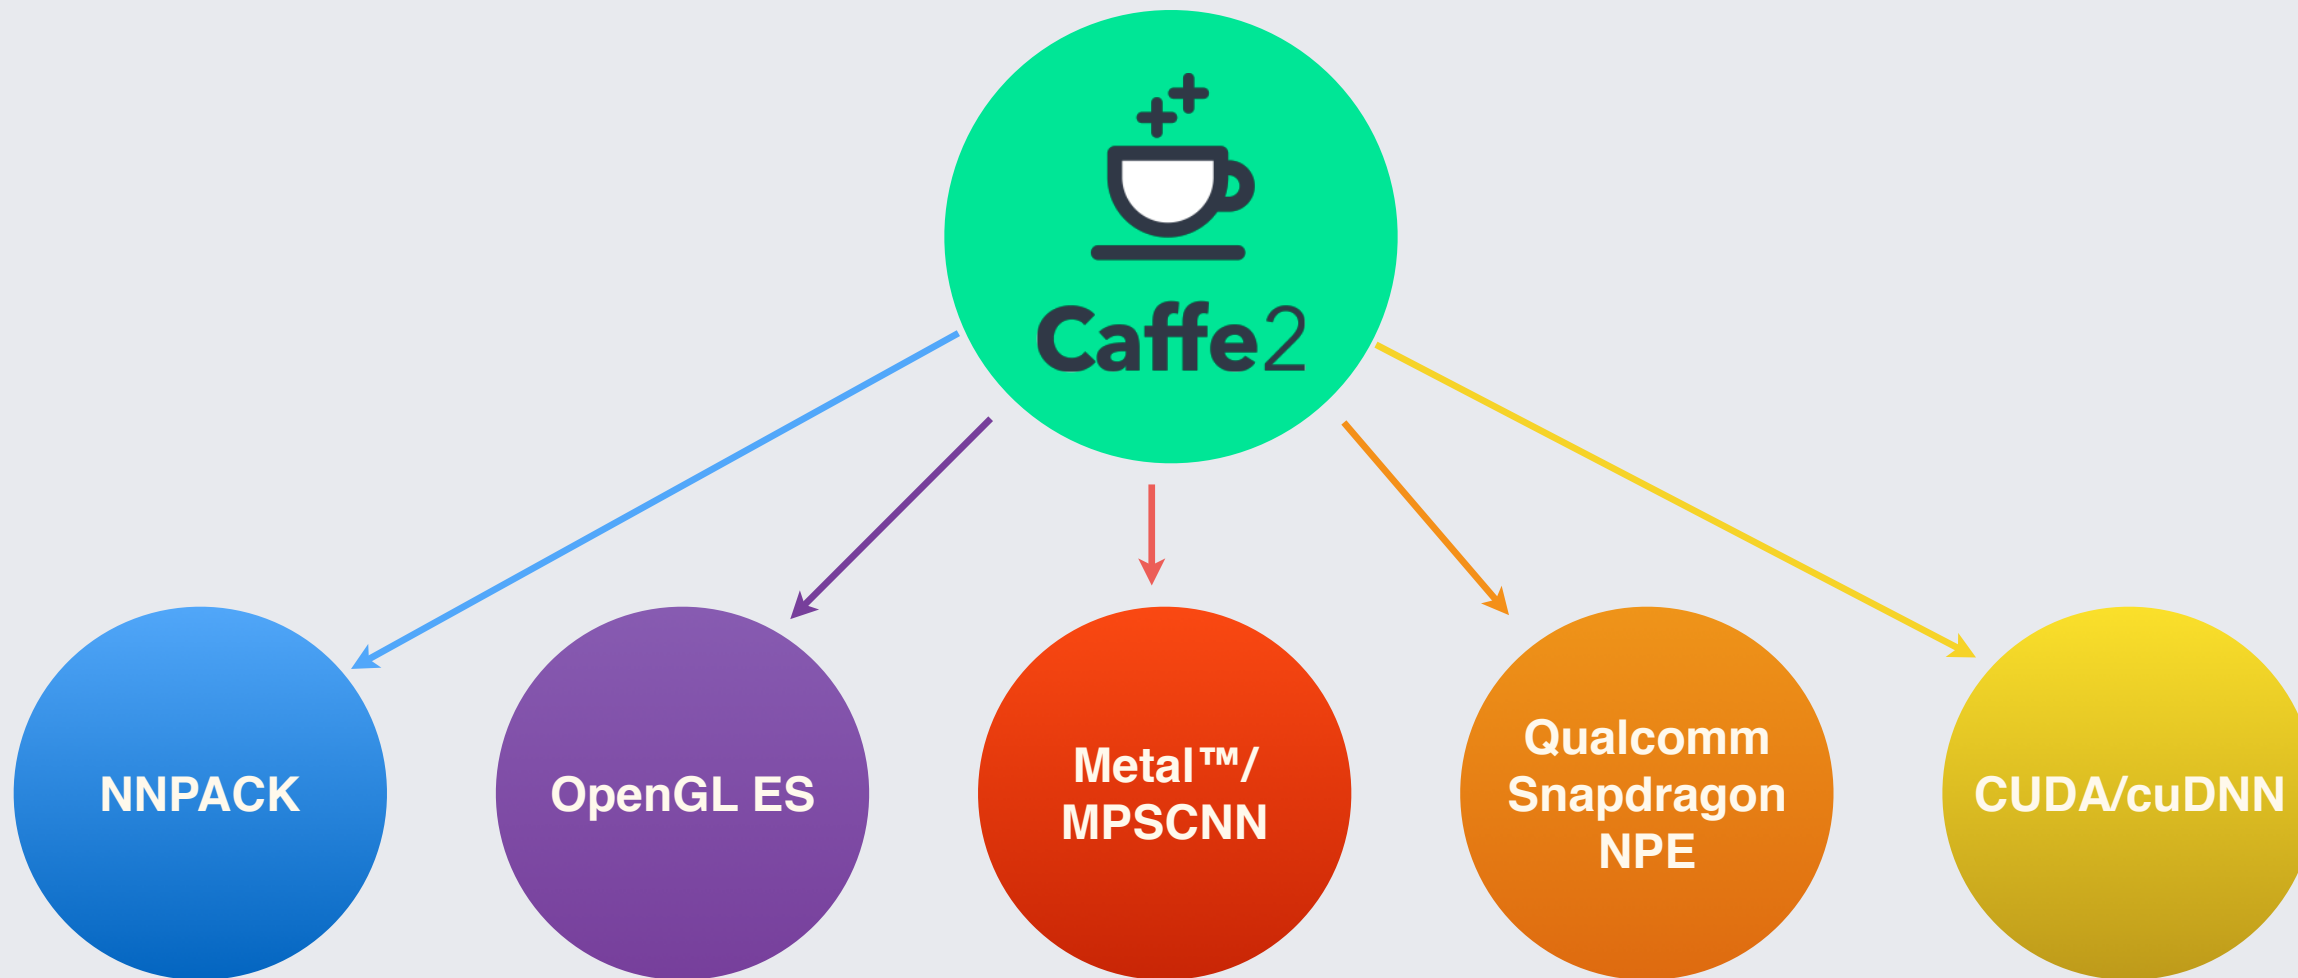 Caffe2
NNPACK
OpenGL ES
Metal™/
MPSCNN
Qualcomm
Snapdragon
NPE
CUDA/cuDNN